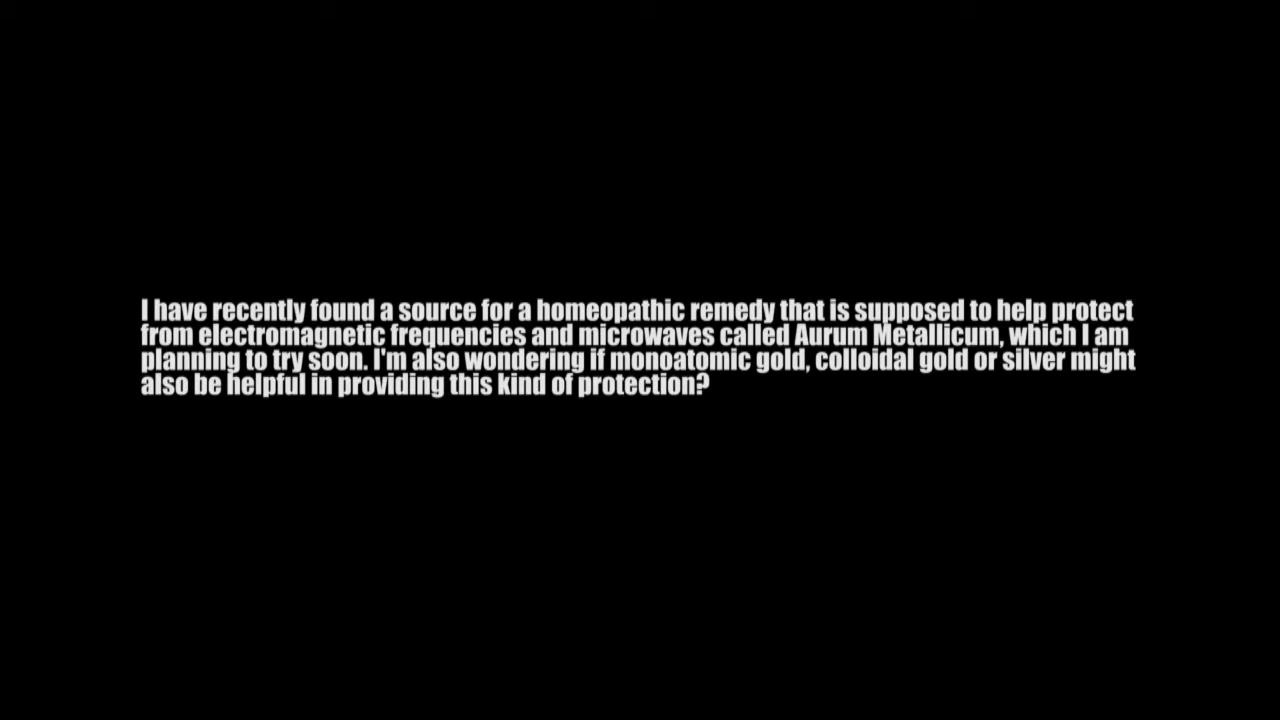 I have recently found a source for a homeopathic remedy that is supposed to help protect
from electromagnetic frequencies and microwaves called Aurum Metallicum, which I am
planning to try soon. I'm also wondering if monoatomic gold, colloidal gold or silver might
also be helpful in providing this kind of protection?